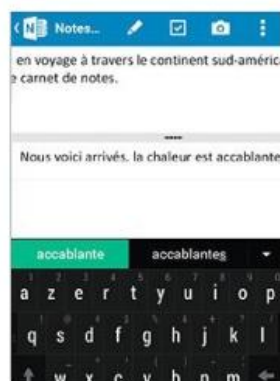 Notes...
en voyage à travers le continent sud-améric
carnet de notes.
Nous voici arrivés. la chaleur est accablante
accablante accablantes
a z e r t y u i o p
q s d f g h j k l
w x c v b n m